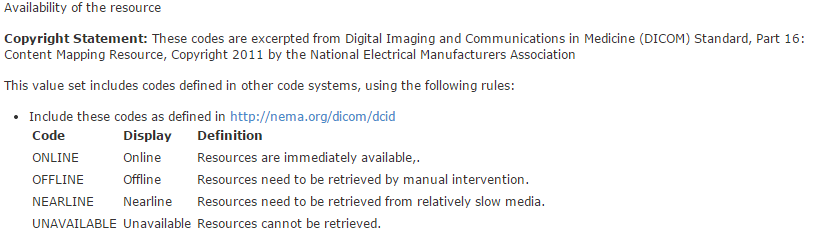 Availability of the resource
Copyright Statement: These codes are excerpted from Digital Imaging and Communications in Medicine (DICOM) Standard, Part 16:
Content Mapping Resource, Copyright 2011 by the National Electrical Manufacturers Association
This value set includes codes defined in other code systems, using the following rules:
• Include these codes as defined in http://nema.org/dicom/dcid
Code Display Definition
ONLINE Online Resources are immediately available,.
OFFLINE Offline Resources need to be retrieved by manual intervention.
NEARLINE Nearline Resources need to be retrieved from relatively slow media.
UNAVAILABLE Unavailable Resources cannot be retrieved.